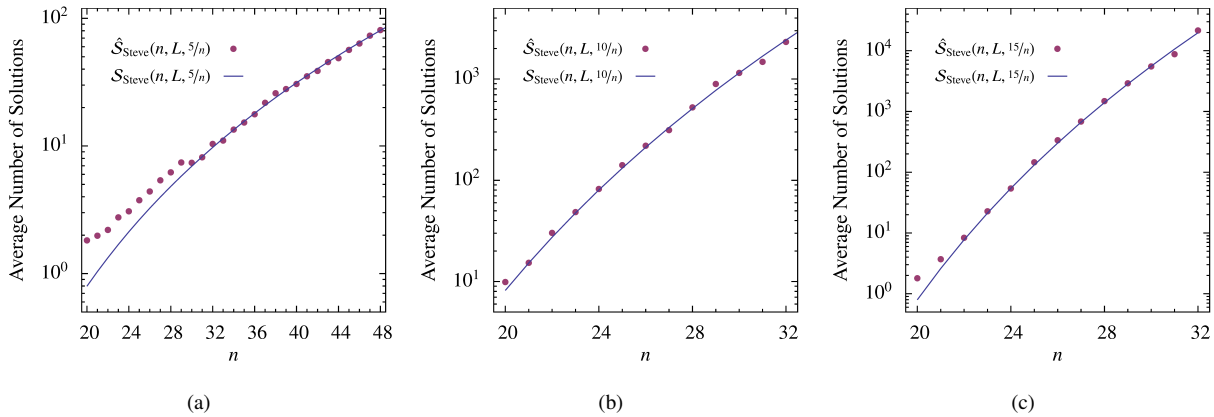 Average Number of Solutions
10²
10¹
10⁰
Ŝ_Steve(n, L, 5/n)
S_Steve(n, L, 5/n)
20 24 28 32 36 40 44 48
n
(a)
Average Number of Solutions
10³
10²
10¹
Ŝ_Steve(n, L, 10/n)
S_Steve(n, L, 10/n)
20 24 28 32
n
(b)
Average Number of Solutions
10⁴
10³
10²
10¹
10⁰
Ŝ_Steve(n, L, 15/n)
S_Steve(n, L, 15/n)
20 24 28 32
n
(c)